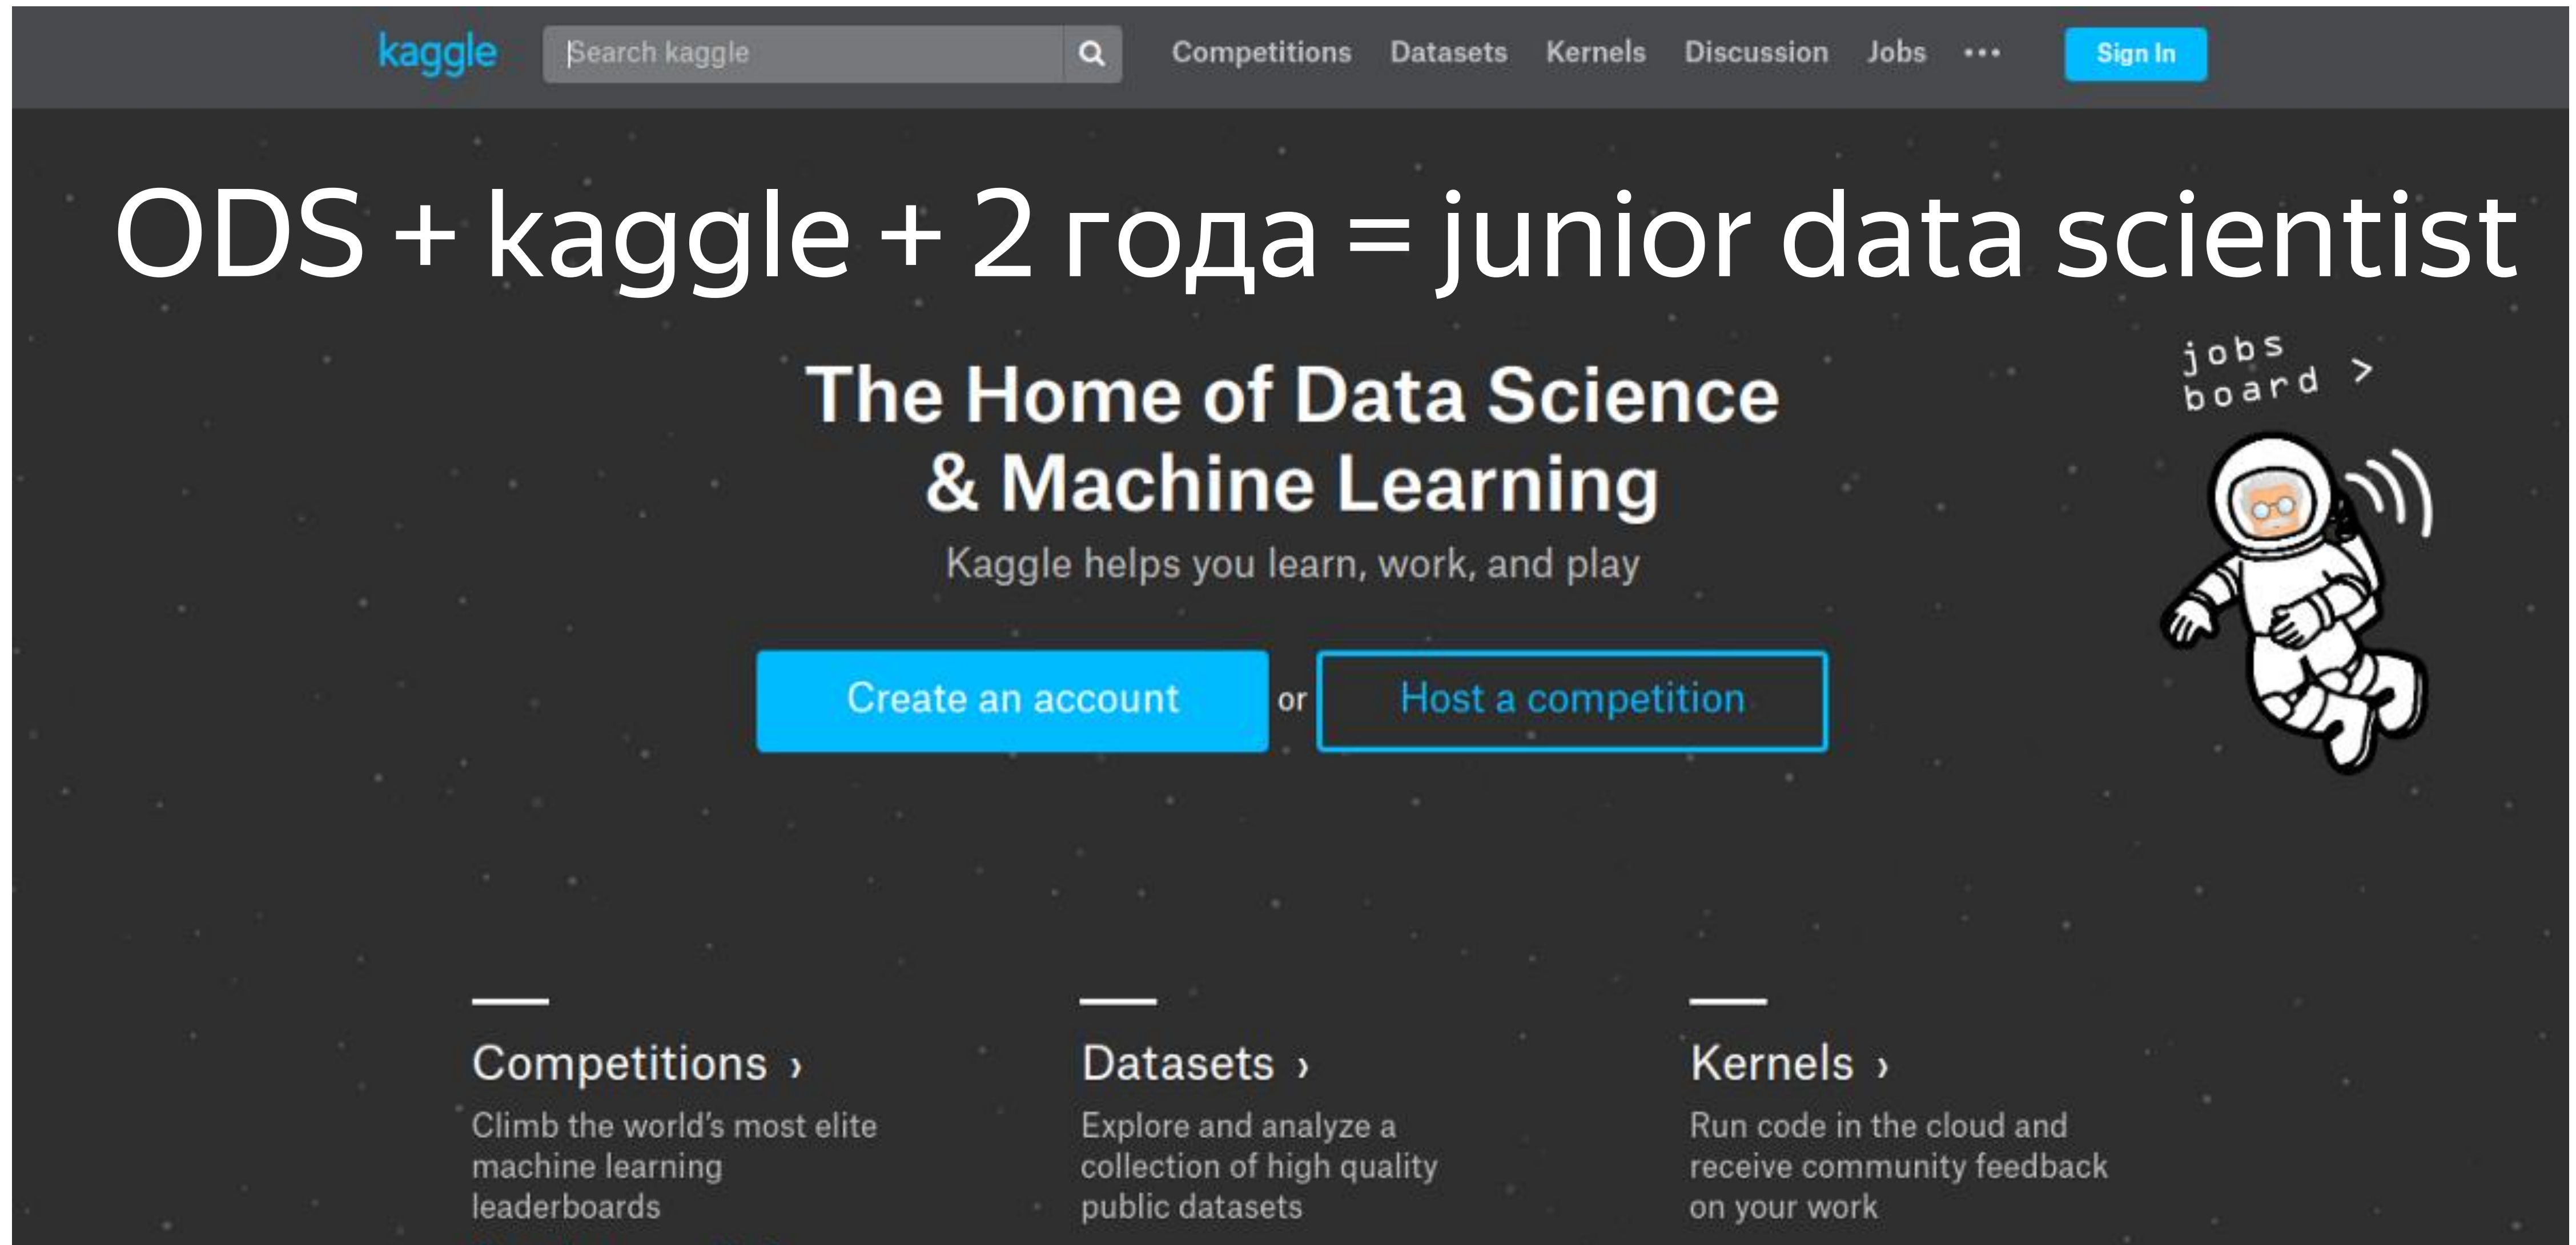 kaggle Search kaggle Competitions Datasets Kernels Discussion Jobs ••• Sign In
ODS + kaggle + 2 года = junior data scientist
jobs
board >
The Home of Data Science
& Machine Learning
Kaggle helps you learn, work, and play
Create an account or Host a competition
Competitions ›
Climb the world's most elite
machine learning
leaderboards
Datasets ›
Explore and analyze a
collection of high quality
public datasets
Kernels ›
Run code in the cloud and
receive community feedback
on your work